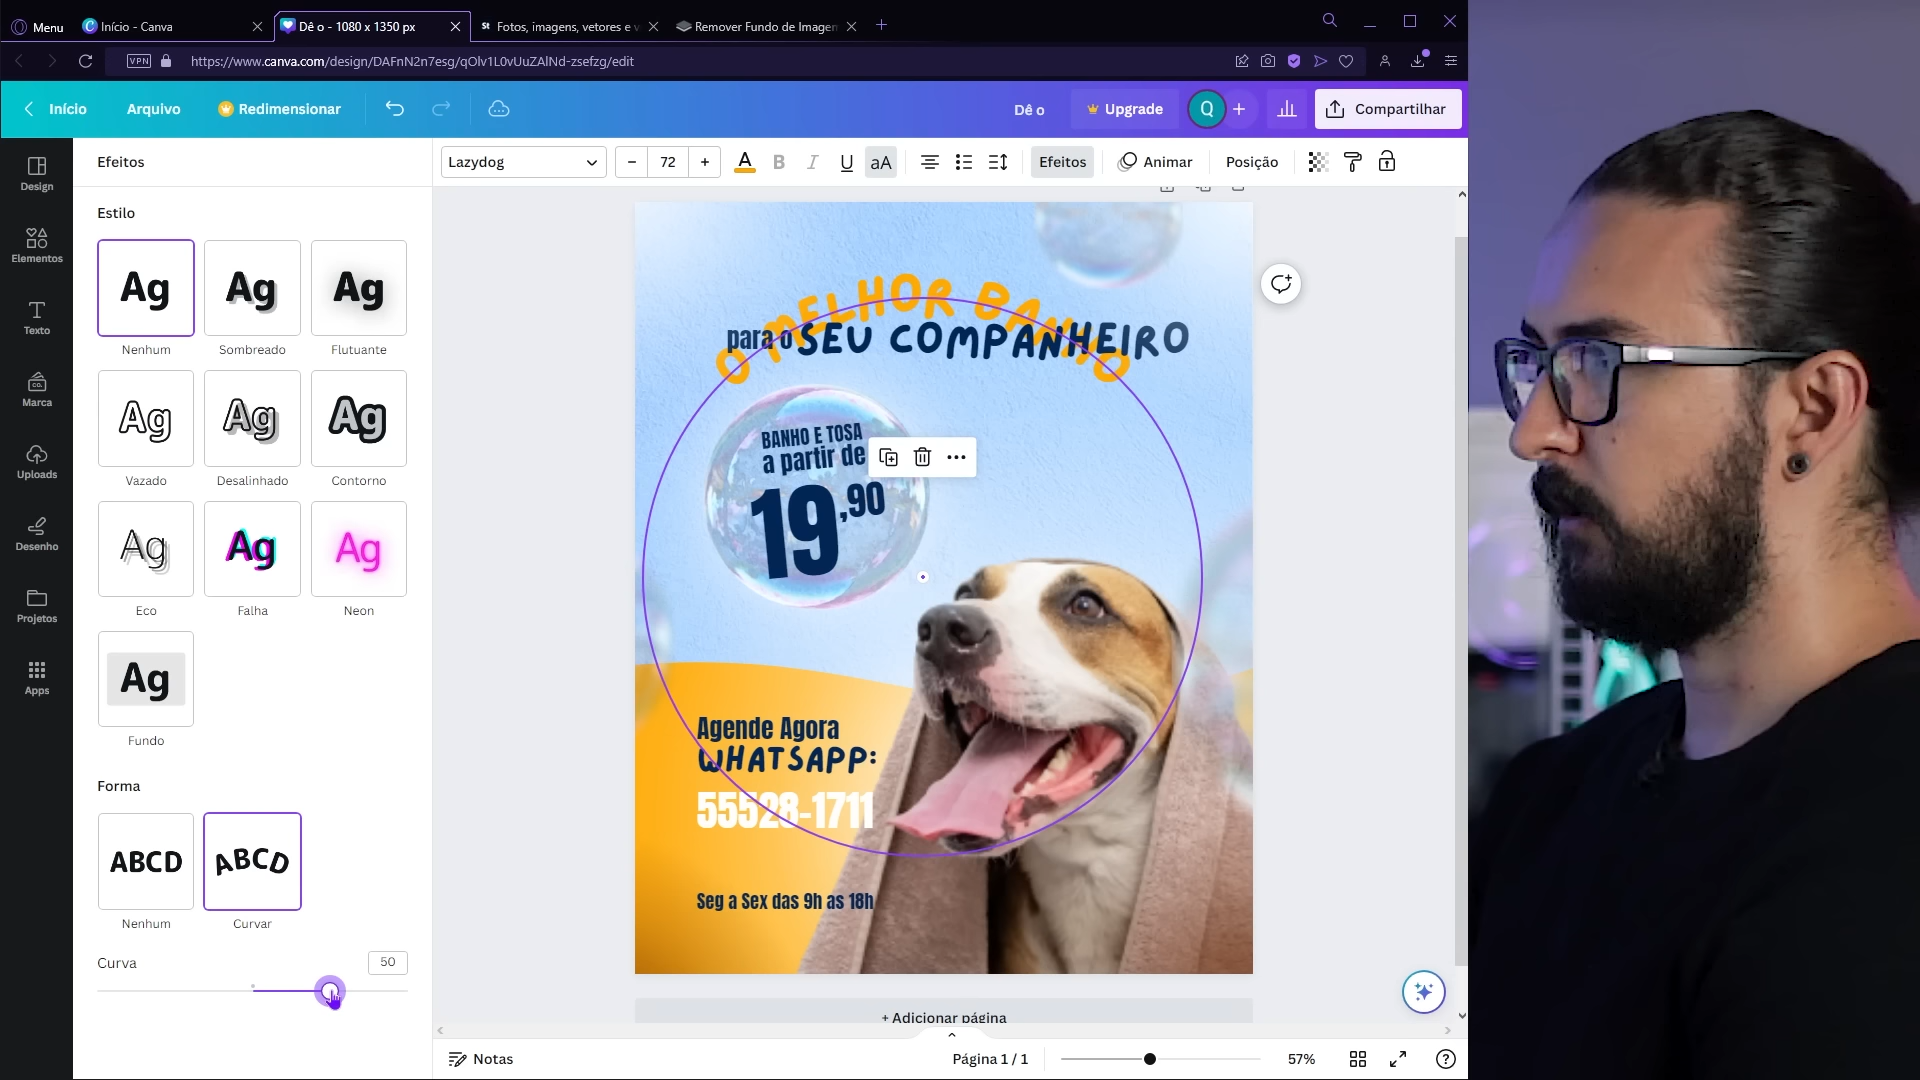 Menu
Início - Canva
Dê o - 1080 x 1350 px
Fotos, imagens, vetores e v
Remover Fundo de Imagen
VPN
https://www.canva.com/design/DAFnN2n7esg/qOlv1L0vUuZAlNd-zsefzg/edit
Início
Arquivo
Redimensionar
Dê o
Upgrade
Q
Compartilhar
Design
Elementos
Texto
Marca
Uploads
Desenho
Projetos
Apps
Efeitos
Estilo
Ag
Ag
Ag
Nenhum
Sombreado
Flutuante
Ag
Ag
Ag
Vazado
Desalinhado
Contorno
Ag
Ag
Ag
Eco
Falha
Neon
Ag
Fundo
Forma
ABCD
ABCD
Nenhum
Curvar
Curva
50
Lazydog
72
A
B
I
U
aA
Efeitos
Animar
Posição
O MELHOR BANHO
para o SEU COMPANHEIRO
BANHO E TOSA
a partir de
19,90
Agende Agora
WHATSAPP:
55528-1711
Seg a Sex das 9h as 18h
+ Adicionar página
Notas
Página 1 / 1
57%